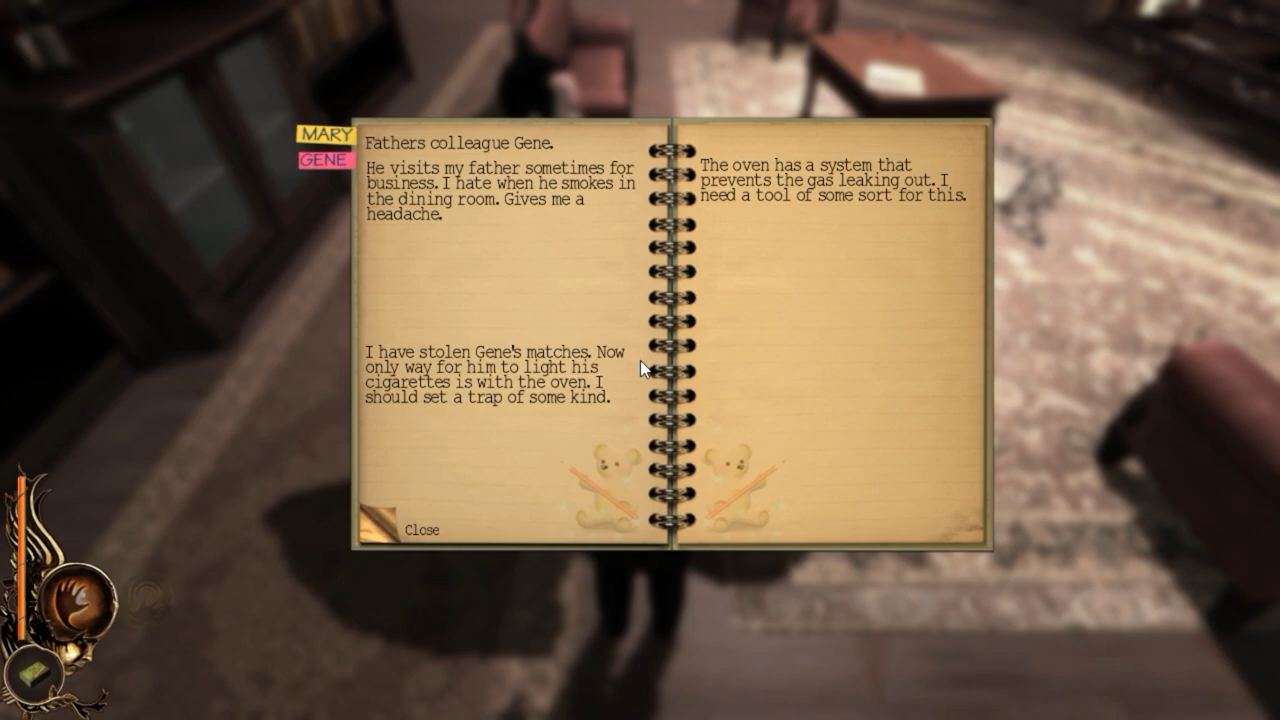 MARY
GENE
Fathers colleague Gene.
He visits my father sometimes for
business. I hate when he smokes in
the dining room. Gives me a
headache.
I have stolen Gene's matches. Now
only way for him to light his
cigarettes is with the oven. I
should set a trap of some kind.
Close
The oven has a system that
prevents the gas leaking out. I
need a tool of some sort for this.